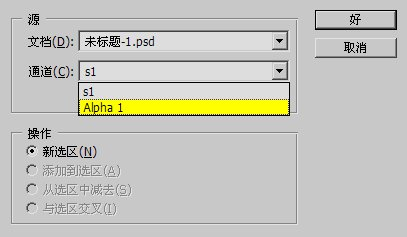 源
好
文档(D): 未标题-1.psd
取消
通道(C): s1
s1
Alpha 1
操作
新选区(N)
添加到选区(A)
从选区中减去(S)
与选区交叉(I)